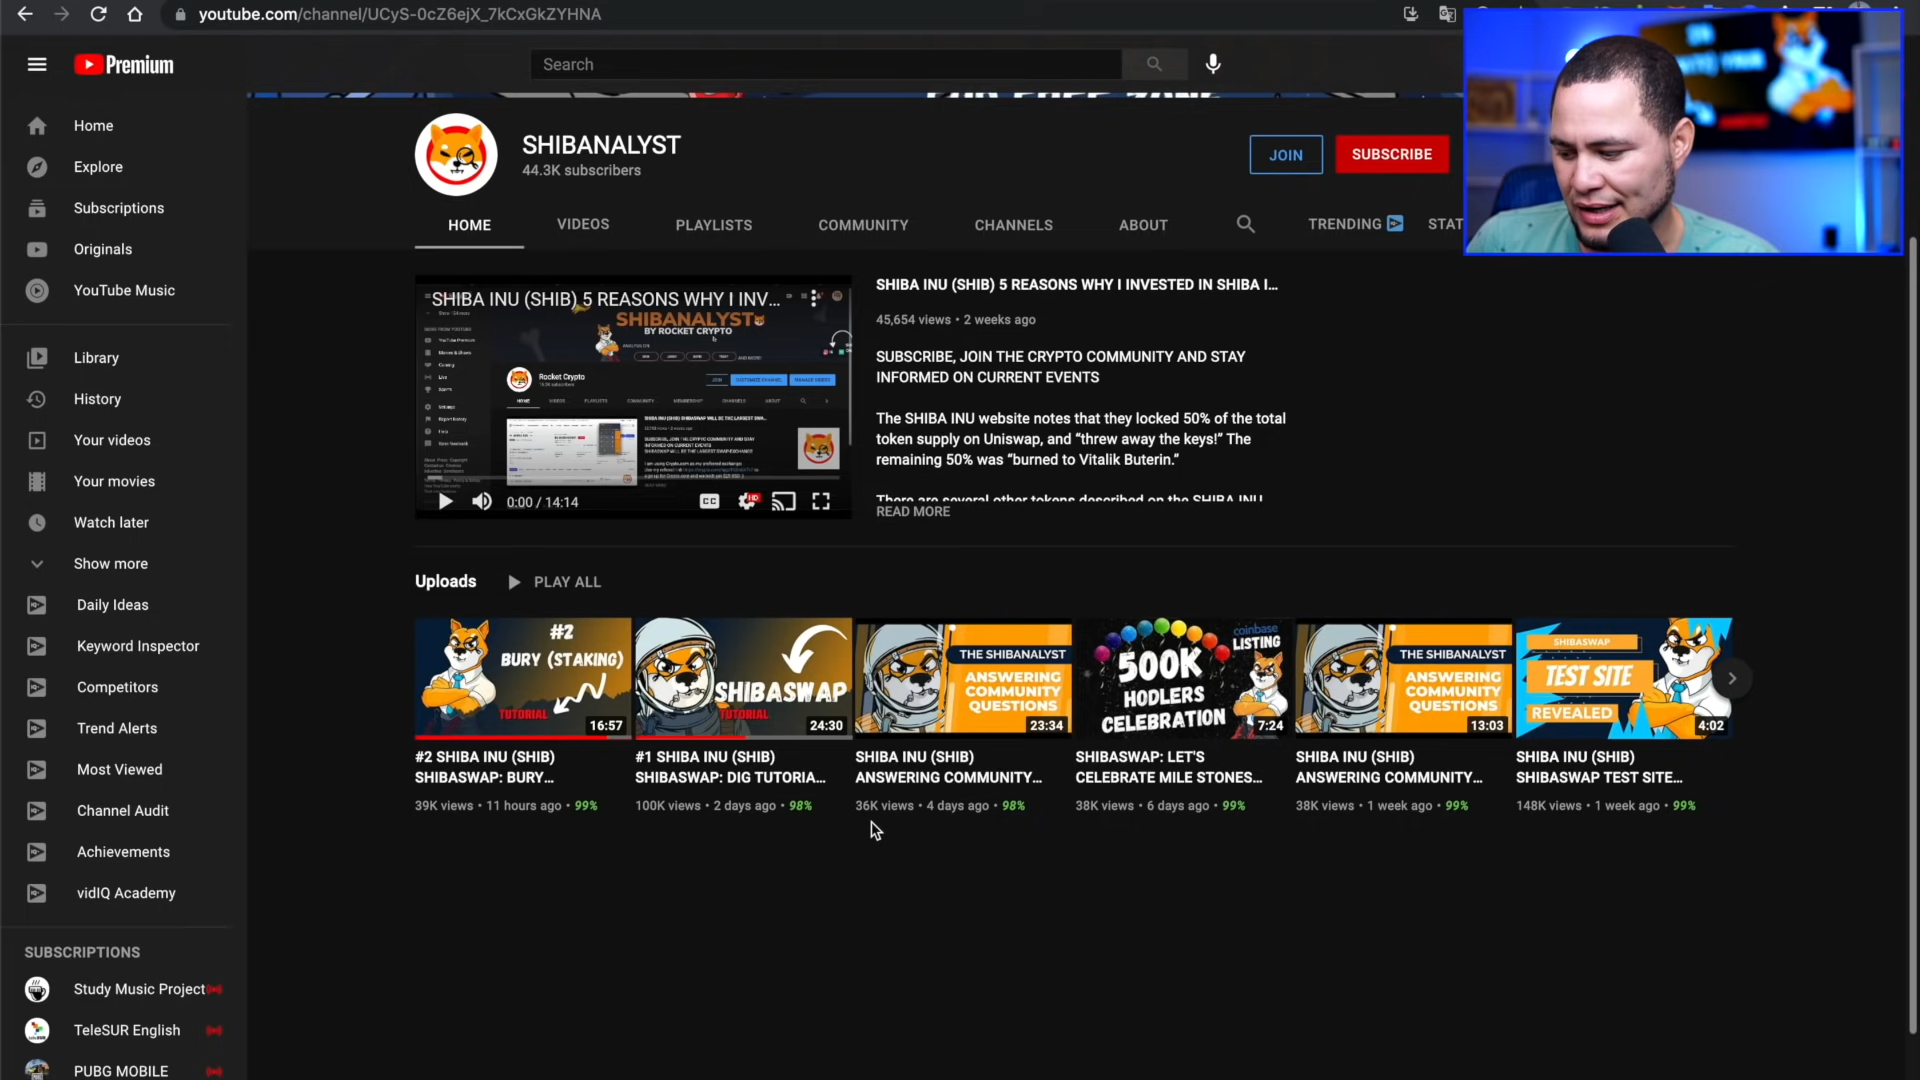 youtube.com/channel/UCyS-0cZ6ejX_7kCxGkZYHNA
Premium
Search
Home
Explore
Subscriptions
Originals
YouTube Music
Library
History
Your videos
Your movies
Watch later
Show more
Daily Ideas
Keyword Inspector
Competitors
Trend Alerts
Most Viewed
Channel Audit
Achievements
vidIQ Academy
SUBSCRIPTIONS
Study Music Project
TeleSUR English
PUBG MOBILE
SHIBANALYST
44.3K subscribers
JOIN
SUBSCRIBE
HOME
VIDEOS
PLAYLISTS
COMMUNITY
CHANNELS
ABOUT
TRENDING
STAT
SHIBA INU (SHIB) 5 REASONS WHY I INV...
SHIBANALYST
BY ROCKET CRYPTO
Rocket Crypto
0:00 / 14:14
SHIBA INU (SHIB) 5 REASONS WHY I INVESTED IN SHIBA I...
45,654 views • 2 weeks ago
SUBSCRIBE, JOIN THE CRYPTO COMMUNITY AND STAY
INFORMED ON CURRENT EVENTS
The SHIBA INU website notes that they locked 50% of the total
token supply on Uniswap, and “threw away the keys!” The
remaining 50% was “burned to Vitalik Buterin.”
There are several other tokens described on the SHIBA INU
READ MORE
Uploads
PLAY ALL
#2
BURY (STAKING)
TUTORIAL
16:57
#2 SHIBA INU (SHIB)
SHIBASWAP: BURY...
39K views • 11 hours ago • 99%
SHIBASWAP
TUTORIAL
24:30
#1 SHIBA INU (SHIB)
SHIBASWAP: DIG TUTORIA...
100K views • 2 days ago • 98%
THE SHIBANALYST
ANSWERING
COMMUNITY
QUESTIONS
23:34
SHIBA INU (SHIB)
ANSWERING COMMUNITY...
36K views • 4 days ago • 98%
coinbase
LISTING
500K
HODLERS
CELEBRATION
7:24
SHIBASWAP: LET'S
CELEBRATE MILE STONES...
38K views • 6 days ago • 99%
THE SHIBANALYST
ANSWERING
COMMUNITY
QUESTIONS
13:03
SHIBA INU (SHIB)
ANSWERING COMMUNITY...
38K views • 1 week ago • 99%
SHIBASWAP
TEST SITE
REVEALED
4:02
SHIBA INU (SHIB)
SHIBASWAP TEST SITE...
148K views • 1 week ago • 99%